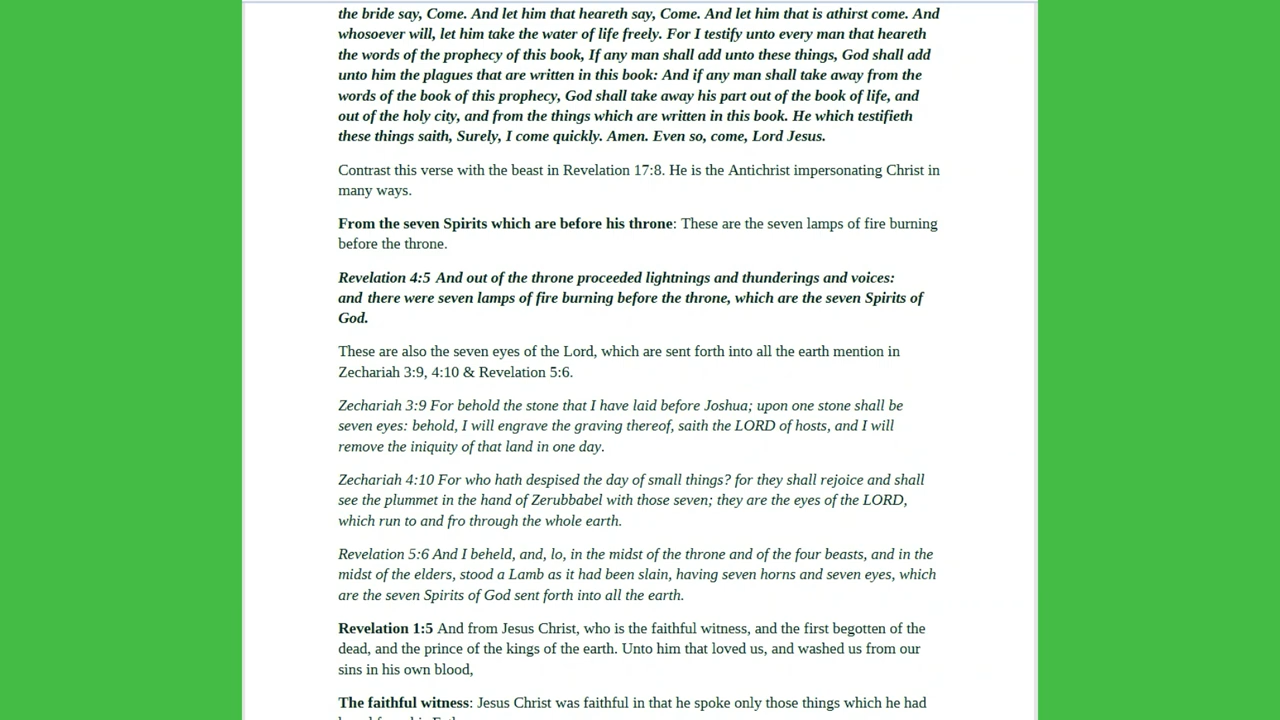 the bride say, Come. And let him that heareth say, Come. And let him that is athirst come. And
whosoever will, let him take the water of life freely. For I testify unto every man that heareth
the words of the prophecy of this book, If any man shall add unto these things, God shall add
unto him the plagues that are written in this book: And if any man shall take away from the
words of the book of this prophecy, God shall take away his part out of the book of life, and
out of the holy city, and from the things which are written in this book. He which testifieth
these things saith, Surely, I come quickly. Amen. Even so, come, Lord Jesus.
Contrast this verse with the beast in Revelation 17:8. He is the Antichrist impersonating Christ in
many ways.
From the seven Spirits which are before his throne: These are the seven lamps of fire burning
before the throne.
Revelation 4:5 And out of the throne proceeded lightnings and thunderings and voices:
and there were seven lamps of fire burning before the throne, which are the seven Spirits of
God.
These are also the seven eyes of the Lord, which are sent forth into all the earth mention in
Zechariah 3:9, 4:10 & Revelation 5:6.
Zechariah 3:9 For behold the stone that I have laid before Joshua; upon one stone shall be
seven eyes: behold, I will engrave the graving thereof, saith the LORD of hosts, and I will
remove the iniquity of that land in one day.
Zechariah 4:10 For who hath despised the day of small things? for they shall rejoice and shall
see the plummet in the hand of Zerubbabel with those seven; they are the eyes of the LORD,
which run to and fro through the whole earth.
Revelation 5:6 And I beheld, and, lo, in the midst of the throne and of the four beasts, and in the
midst of the elders, stood a Lamb as it had been slain, having seven horns and seven eyes, which
are the seven Spirits of God sent forth into all the earth.
Revelation 1:5 And from Jesus Christ, who is the faithful witness, and the first begotten of the
dead, and the prince of the kings of the earth. Unto him that loved us, and washed us from our
sins in his own blood,
The faithful witness: Jesus Christ was faithful in that he spoke only those things which he had